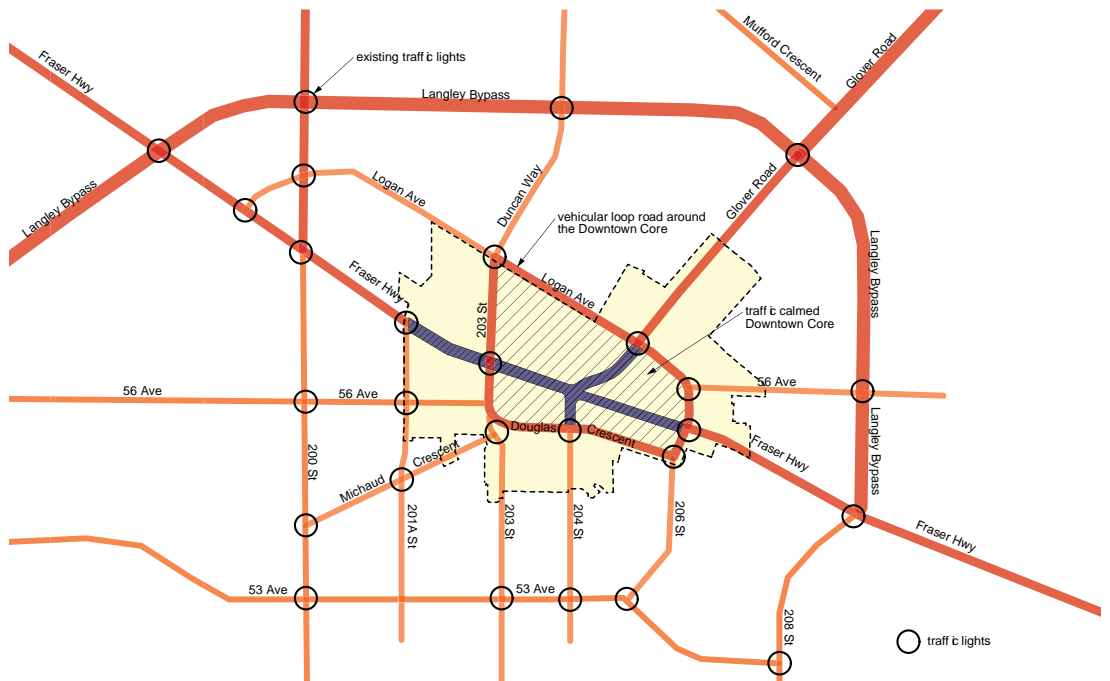 Mufford Crescent
Glover Road
Fraser Hwy
existing traffic lights
Langley Bypass
Langley Bypass
Logan Ave
Duncan Way
Glover Road
vehicular loop road around
the Downtown Core
Langley Bypass
Fraser Hwy
Logan Ave
203 St
traffic calmed
Downtown Core
56 Ave
56 Ave
56 Ave
Douglas
Crescent
Langley Bypass
Fraser Hwy
200 St
Michaud
Crescent
201A St
203 St
204 St
206 St
Fraser Hwy
53 Ave
53 Ave
208 St
traffic lights